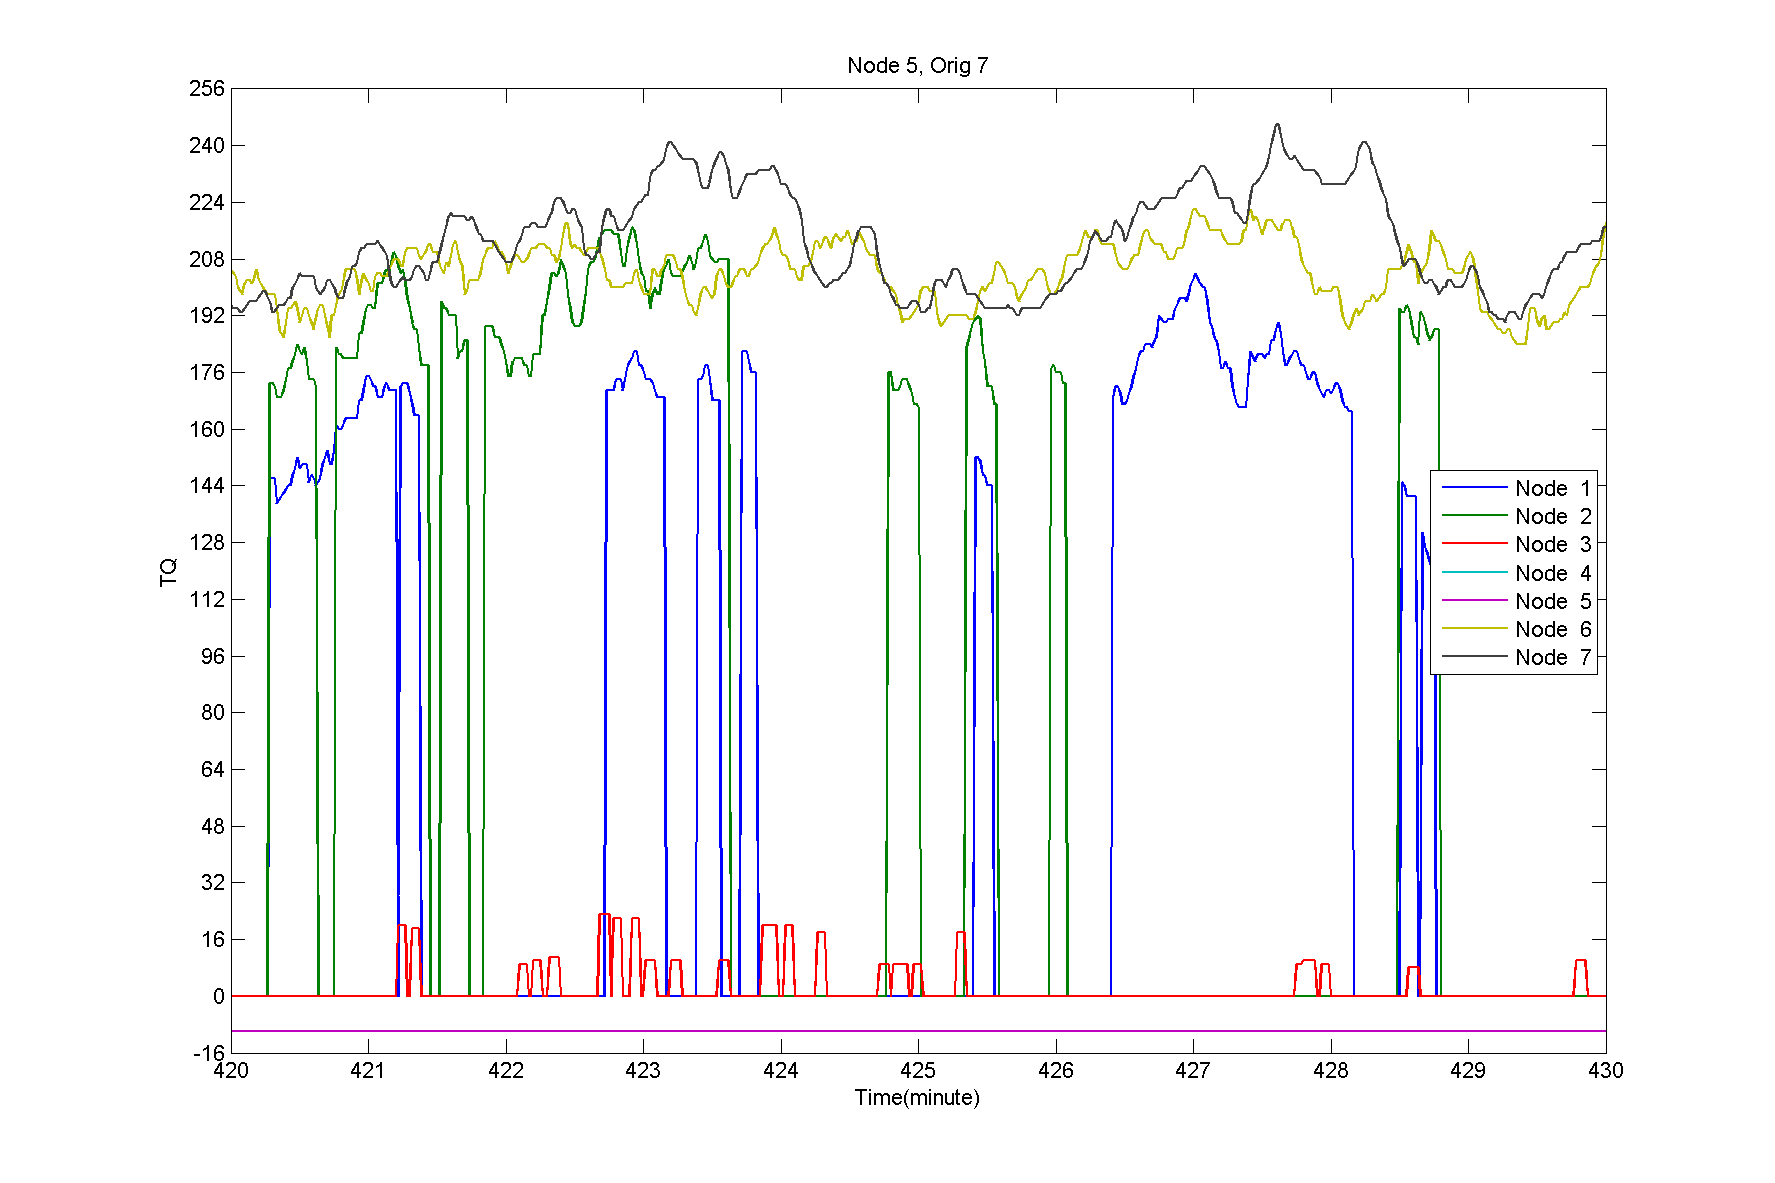 Node 5, Orig 7
256
240
224
208
192
176
160
144
128
112
96
80
64
48
32
16
0
-16
TQ
Node 1
Node 2
Node 3
Node 4
Node 5
Node 6
Node 7
420 421 422 423 424 425 426 427 428 429 430
Time(minute)